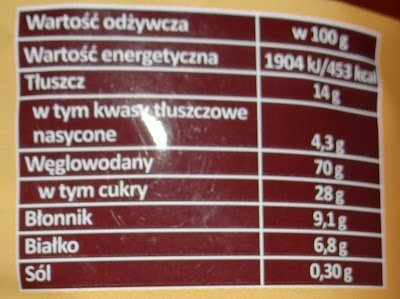 Wartość odżywcza w 100 g
Wartość energetyczna 1904 kJ/453 kcal
Tłuszcz 14 g
w tym kwasy tłuszczowe
nasycone 4,3 g
Węglowodany 70 g
w tym cukry 28 g
Błonnik 9,1 g
Białko 6,8 g
Sól 0,30 g